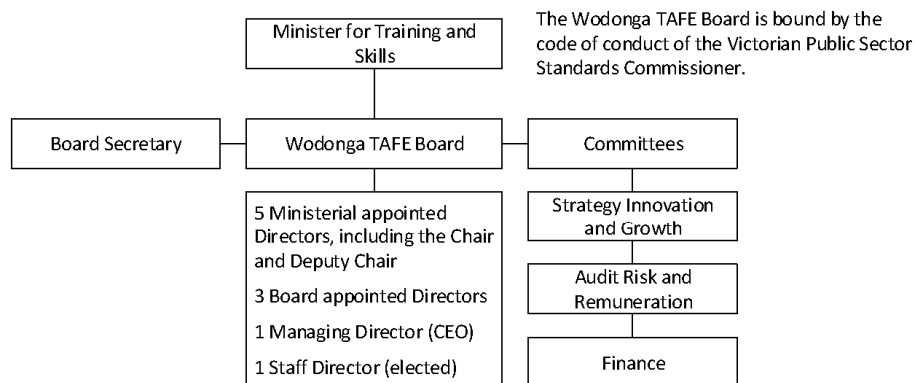 Minister for Training and
Skills
The Wodonga TAFE Board is bound by the
code of conduct of the Victorian Public Sector
Standards Commissioner.
Board Secretary
Wodonga TAFE Board
Committees
5 Ministerial appointed
Directors, including the Chair
and Deputy Chair
3 Board appointed Directors
1 Managing Director (CEO)
1 Staff Director (elected)
Strategy Innovation
and Growth
Audit Risk and
Remuneration
Finance